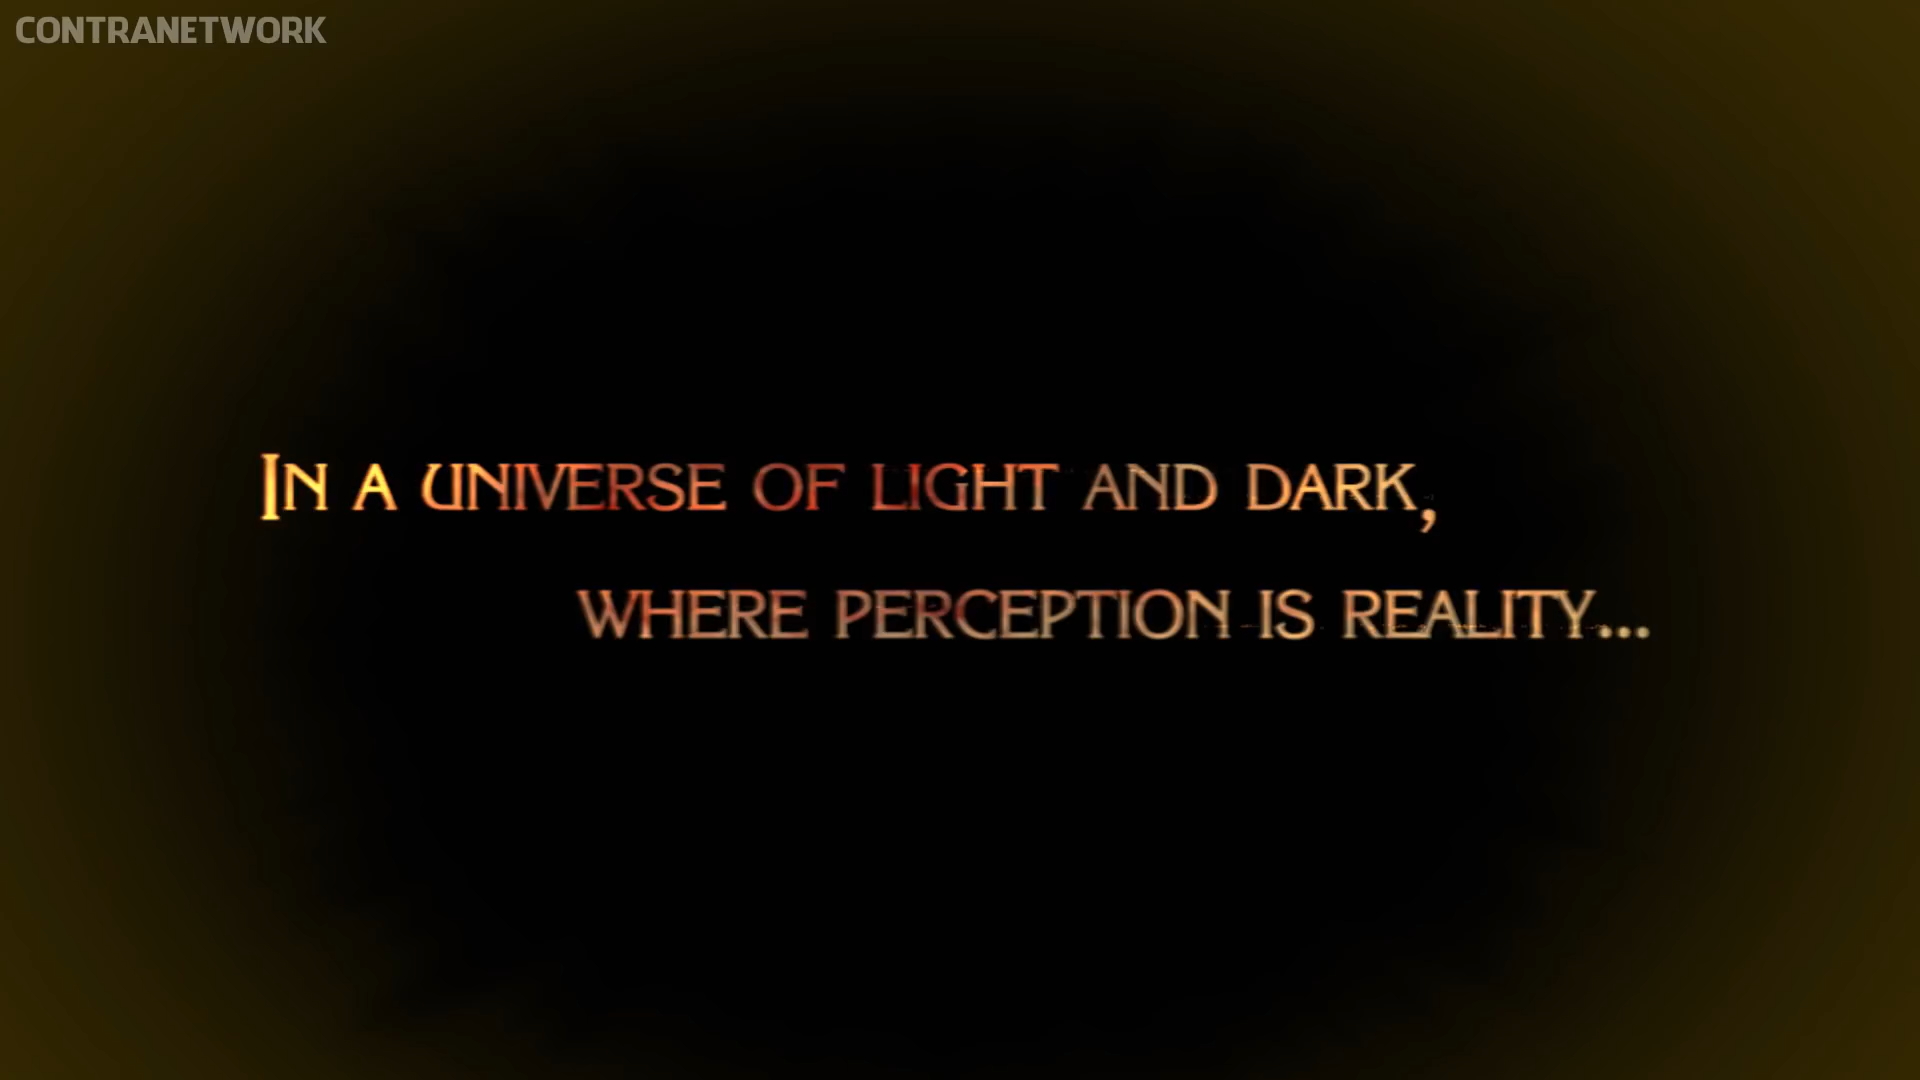 CONTRANETWORK
In a universe of light and dark,
where perception is reality...